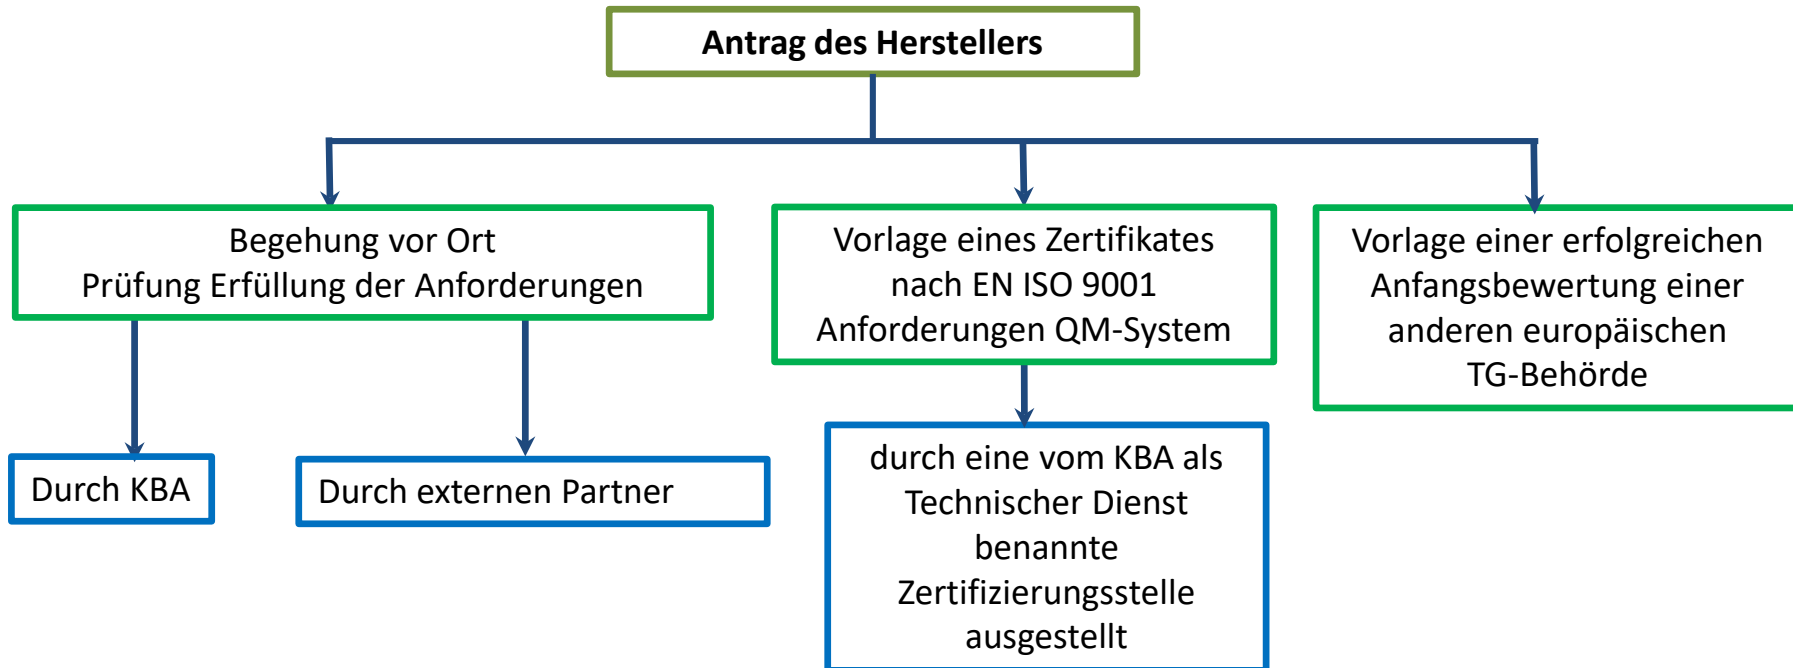 Antrag des Herstellers
Begehung vor Ort
Prüfung Erfüllung der Anforderungen
Vorlage eines Zertifikates
nach EN ISO 9001
Anforderungen QM-System
Vorlage einer erfolgreichen
Anfangsbewertung einer
anderen europäischen
TG-Behörde
Durch KBA
Durch externen Partner
durch eine vom KBA als
Technischer Dienst
benannte
Zertifizierungsstelle
ausgestellt